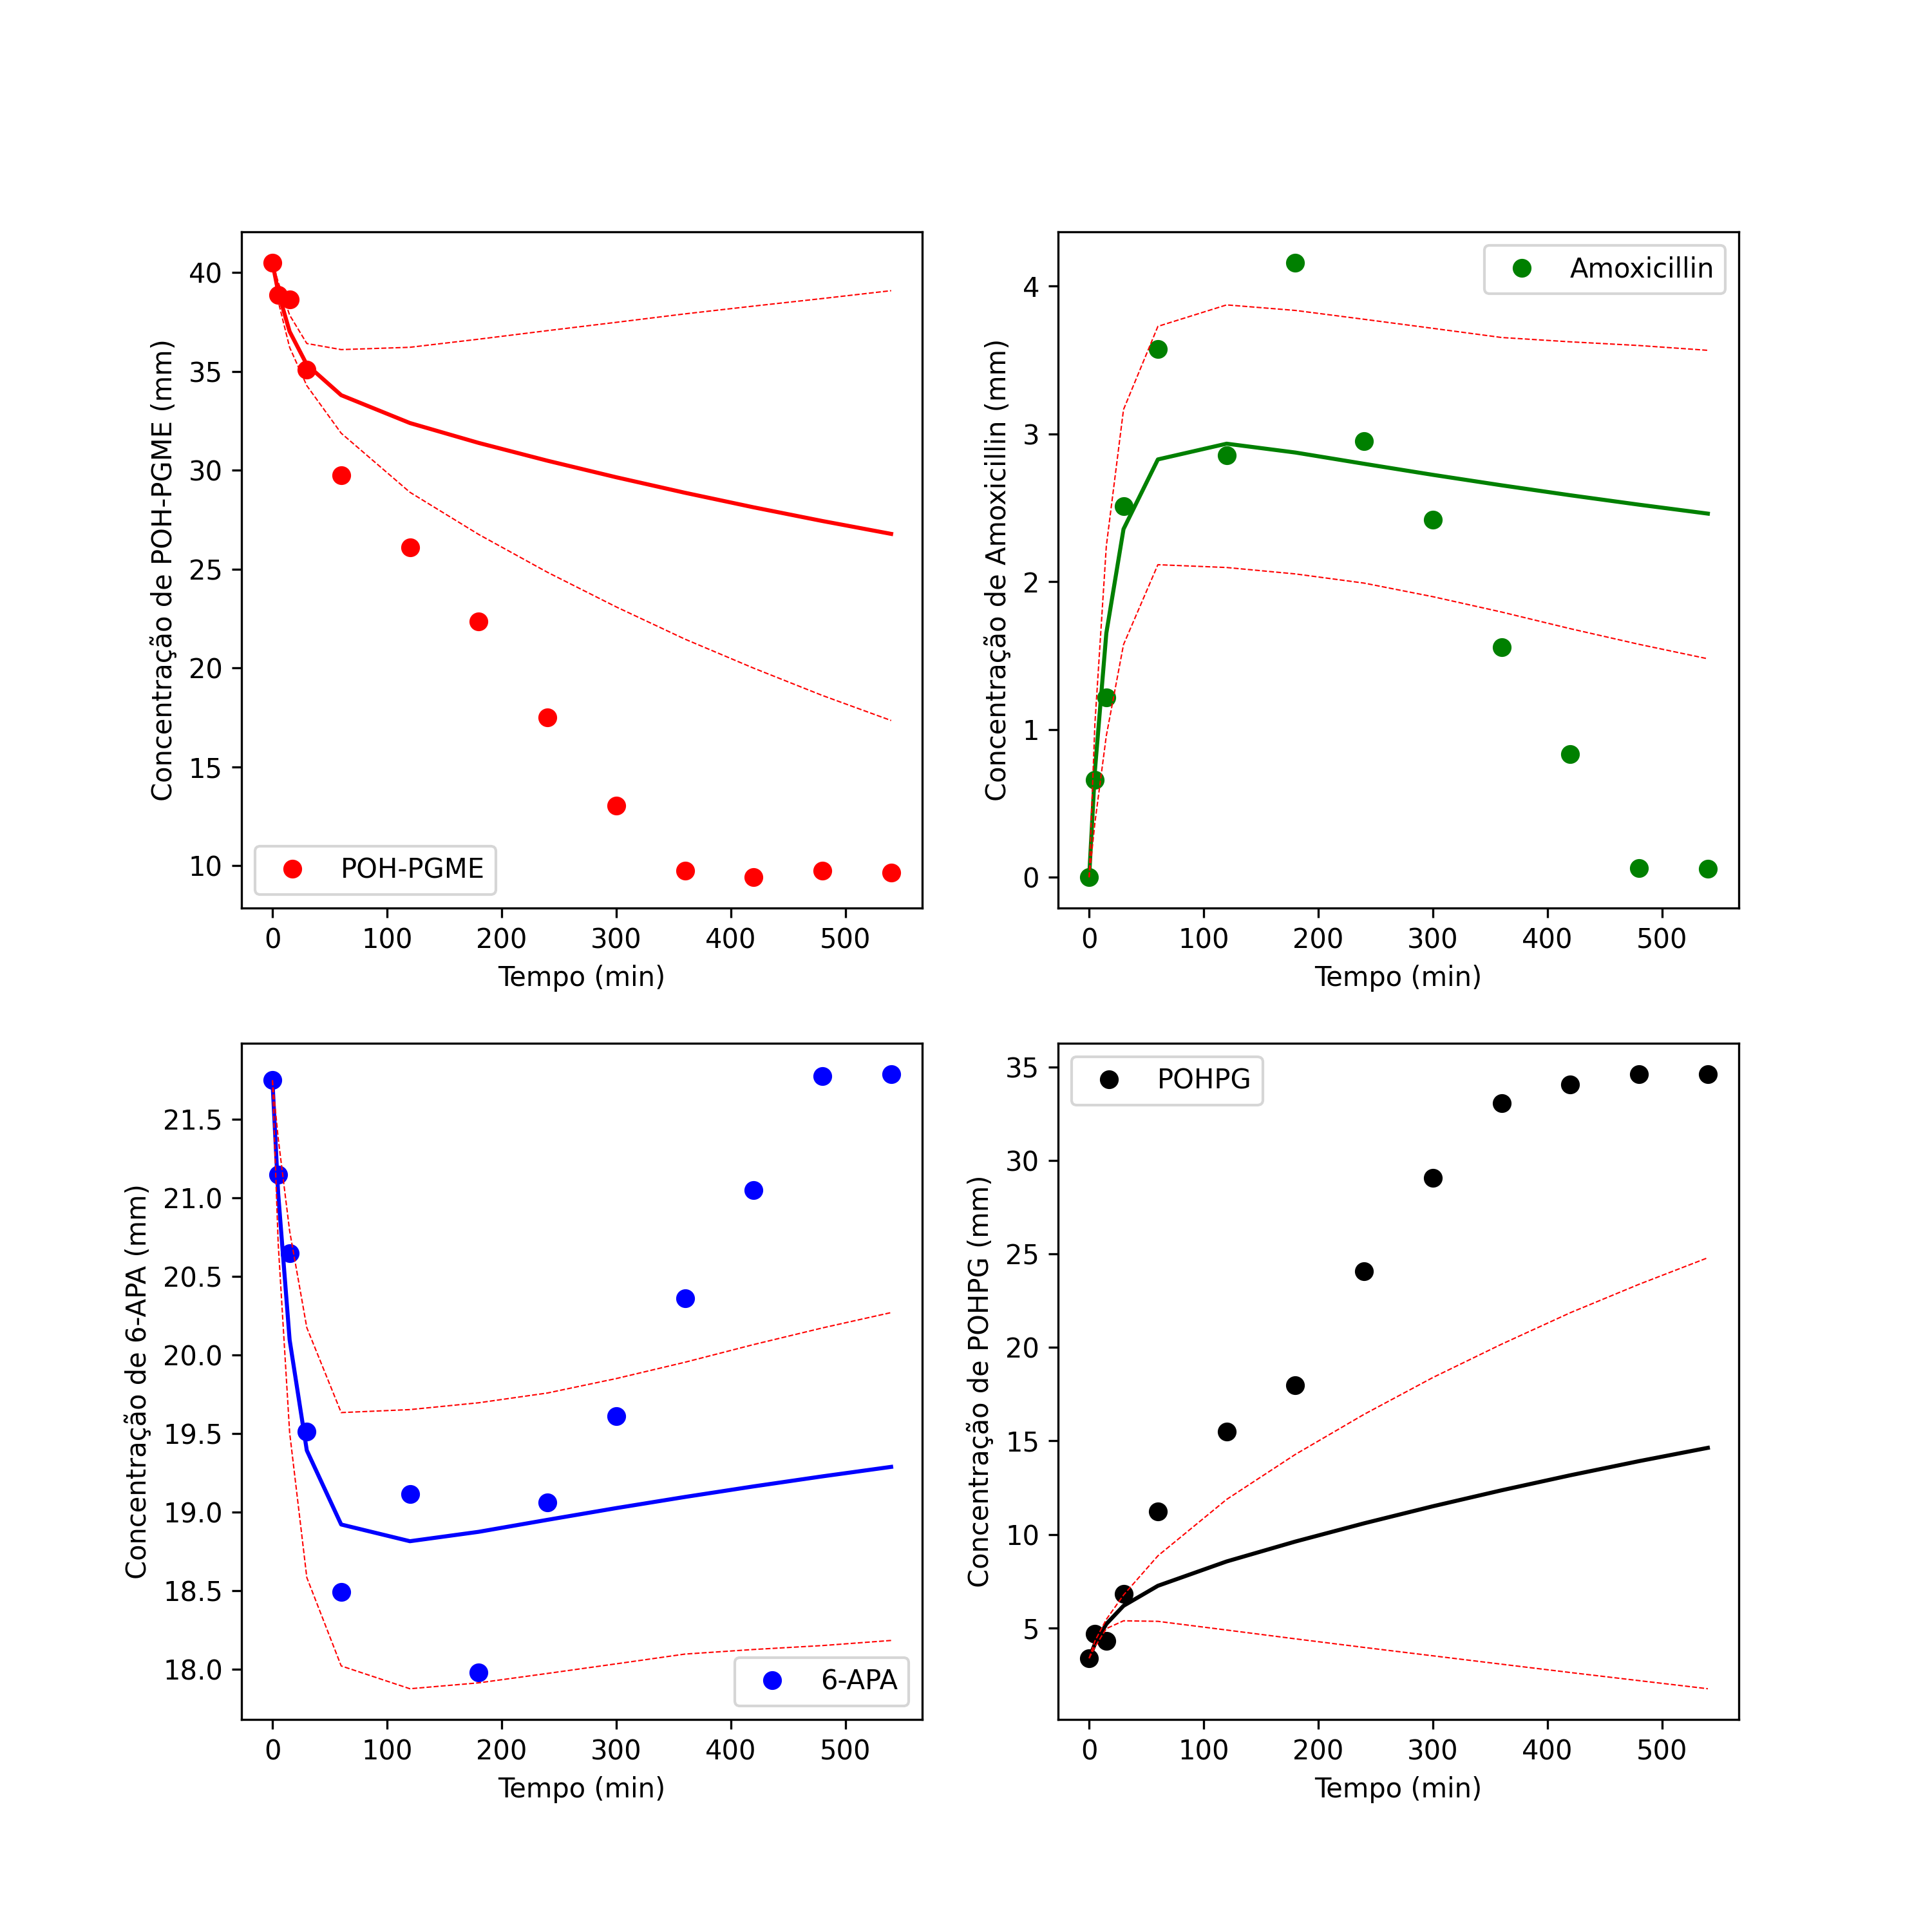 Concentração de POH-PGME (mm)
40
35
30
25
20
15
10
POH-PGME
0 100 200 300 400 500
Tempo (min)
Concentração de Amoxicillin (mm)
4
3
2
1
0
Amoxicillin
0 100 200 300 400 500
Tempo (min)
Concentração de 6-APA (mm)
21.5
21.0
20.5
20.0
19.5
19.0
18.5
18.0
6-APA
0 100 200 300 400 500
Tempo (min)
Concentração de POHPG (mm)
35
30
25
20
15
10
5
POHPG
0 100 200 300 400 500
Tempo (min)